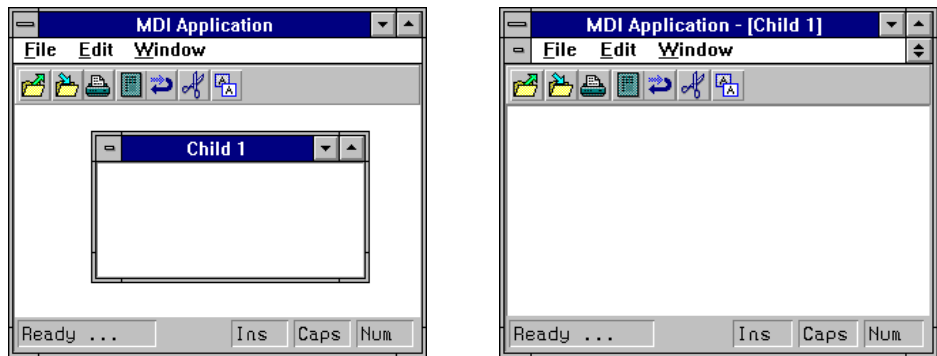 MDI Application
File Edit Window
Child 1
Ready ... Ins Caps Num
MDI Application - [Child 1]
File Edit Window
Ready ... Ins Caps Num